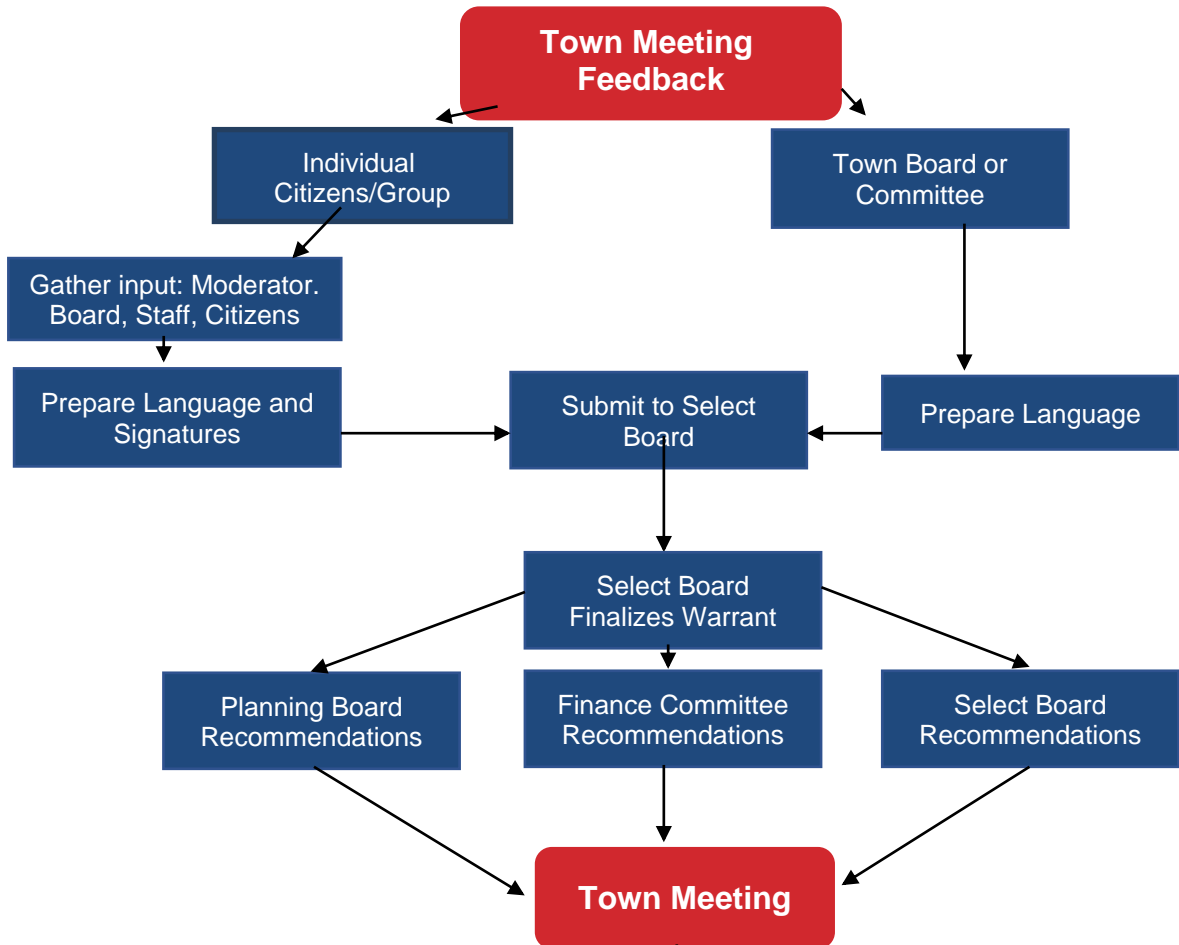 Town Meeting
Feedback
Individual
Citizens/Group
Town Board or
Committee
Gather input: Moderator.
Board, Staff, Citizens
Prepare Language and
Signatures
Submit to Select
Board
Prepare Language
Select Board
Finalizes Warrant
Planning Board
Recommendations
Finance Committee
Recommendations
Select Board
Recommendations
Town Meeting